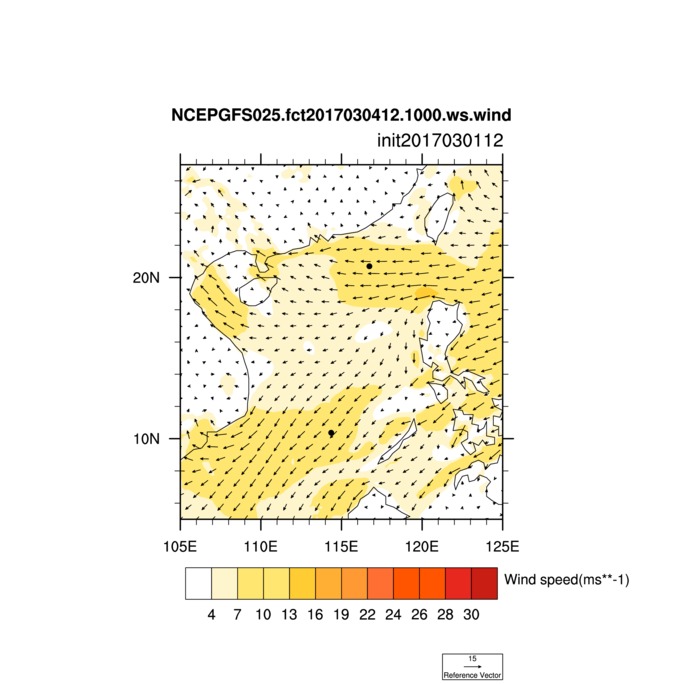 NCEPGFS025.fct2017030412.1000.ws.wind
init2017030112
20N
10N
105E 110E 115E 120E 125E
Wind speed(ms**-1)
4 7 10 13 16 19 22 24 26 28 30
15
Reference Vector